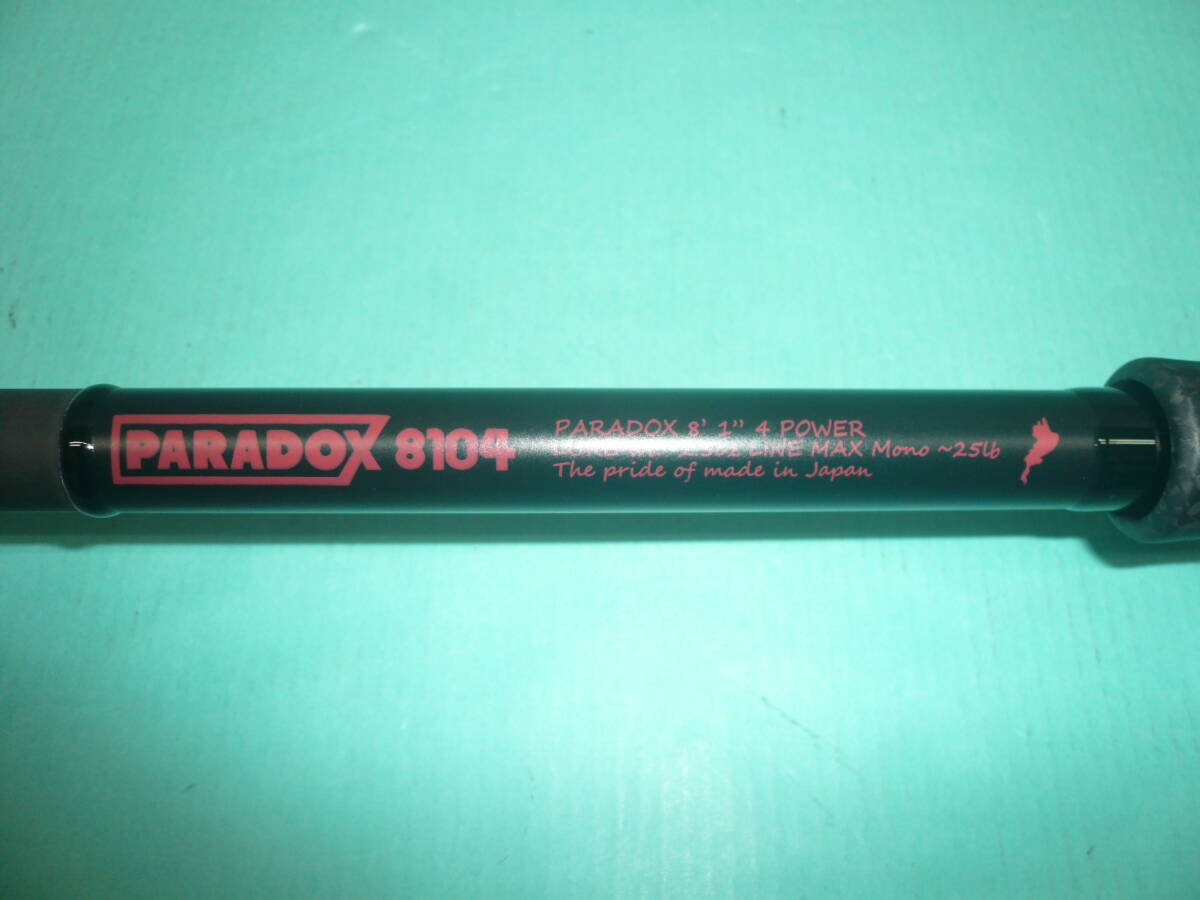 PARADOX 8104
PARADOX 8' 1" 4 POWER
LINE MAX Mono ~25lb
The pride of made in Japan